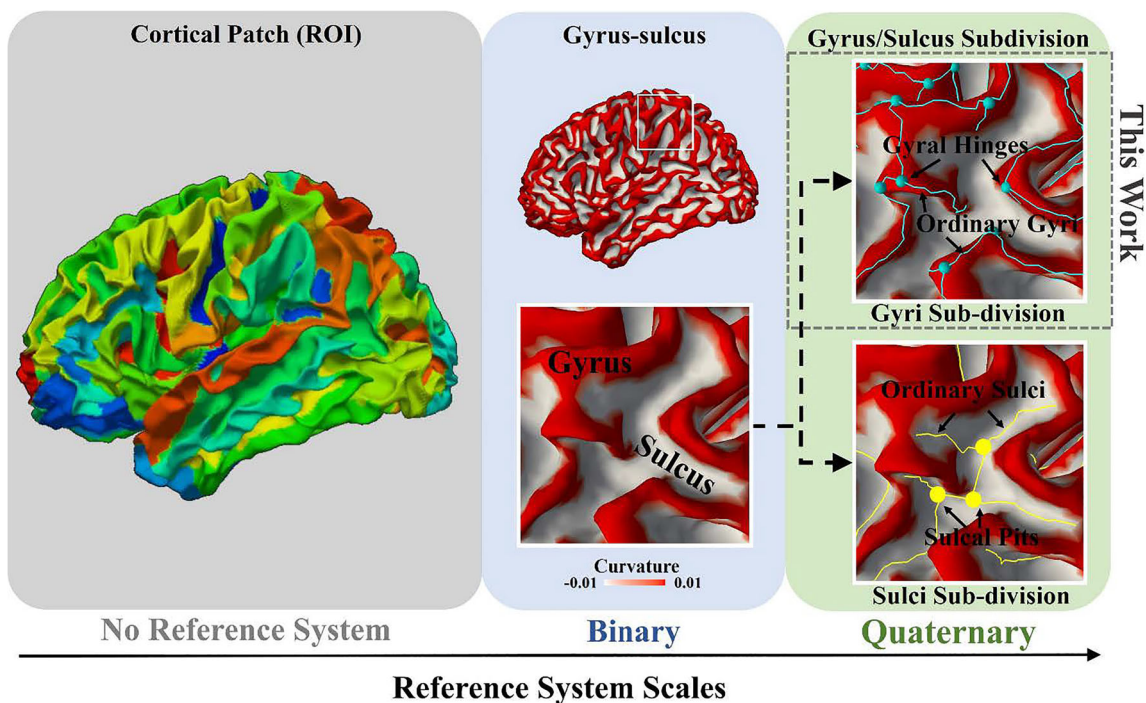 Cortical Patch (ROI)
Gyrus-sulcus
Gyrus/Sulcus Subdivision
Gyral Hinges
Ordinary Gyri
Gyri Sub-division
This Work
Gyrus
Sulcus
Curvature
-0.01 0.01
Ordinary Sulci
Sulcal Pits
Sulci Sub-division
No Reference System
Binary
Quaternary
Reference System Scales